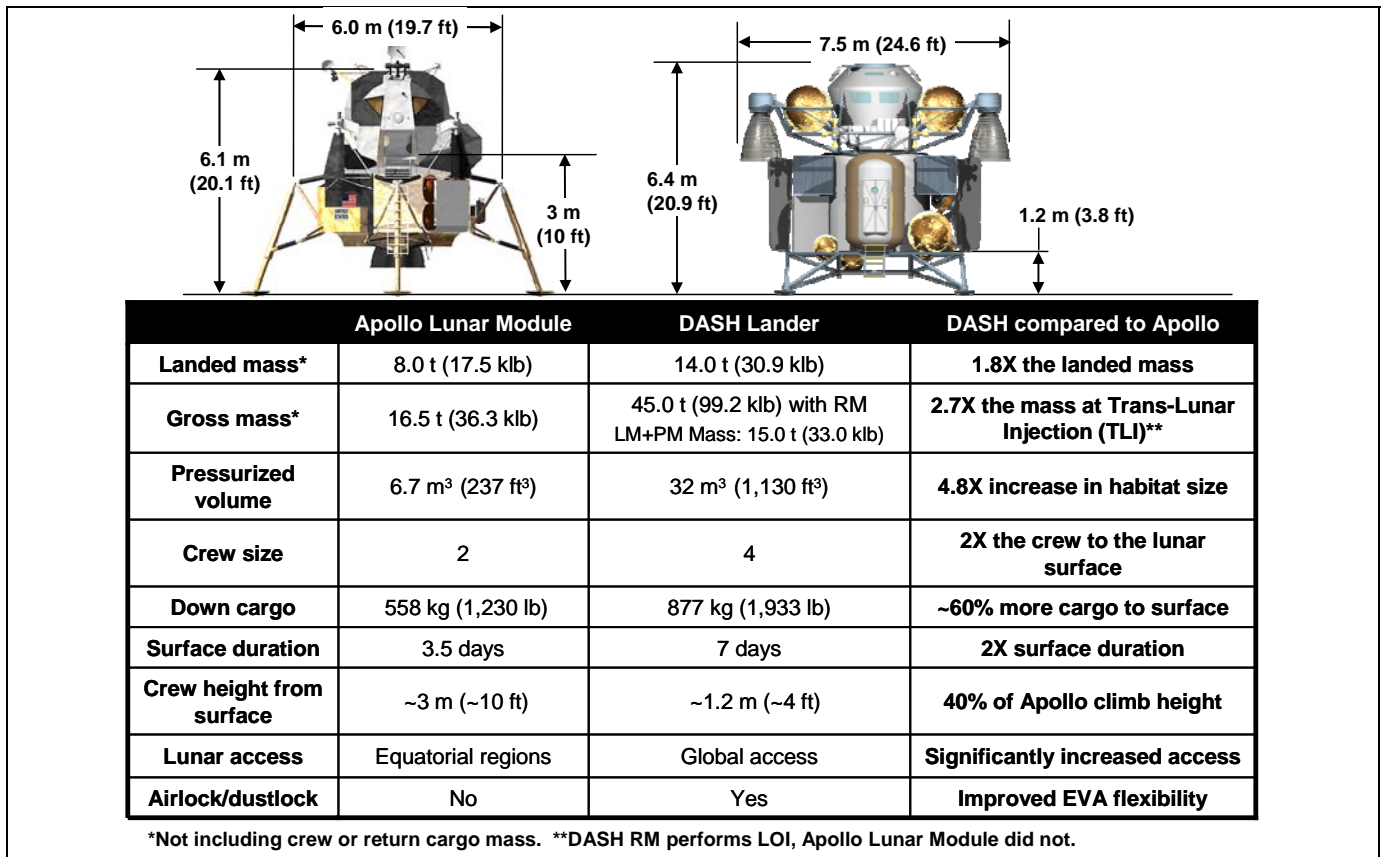 6.0 m (19.7 ft)
7.5 m (24.6 ft)
6.1 m
(20.1 ft)
3 m
(10 ft)
6.4 m
(20.9 ft)
1.2 m (3.8 ft)
UNITED
STATES
Apollo Lunar Module DASH Lander DASH compared to Apollo
Landed mass* 8.0 t (17.5 klb) 14.0 t (30.9 klb) 1.8X the landed mass
Gross mass* 16.5 t (36.3 klb) 45.0 t (99.2 klb) with RM
LM+PM Mass: 15.0 t (33.0 klb) 2.7X the mass at Trans-Lunar
Injection (TLI)**
Pressurized
volume 6.7 m³ (237 ft³) 32 m³ (1,130 ft³) 4.8X increase in habitat size
Crew size 2 4 2X the crew to the lunar
surface
Down cargo 558 kg (1,230 lb) 877 kg (1,933 lb) ~60% more cargo to surface
Surface duration 3.5 days 7 days 2X surface duration
Crew height from
surface ~3 m (~10 ft) ~1.2 m (~4 ft) 40% of Apollo climb height
Lunar access Equatorial regions Global access Significantly increased access
Airlock/dustlock No Yes Improved EVA flexibility
*Not including crew or return cargo mass. **DASH RM performs LOI, Apollo Lunar Module did not.